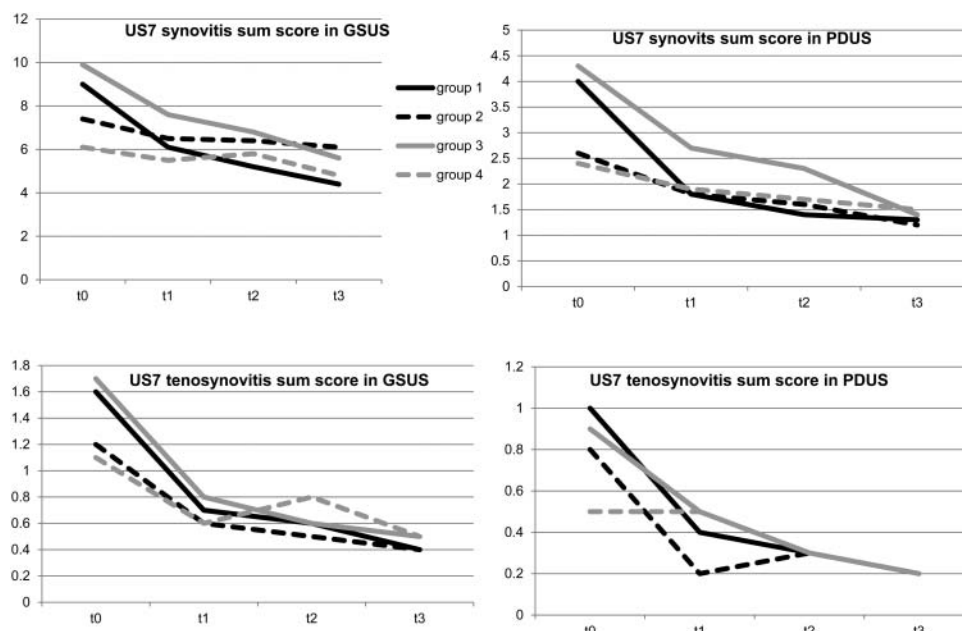 US7 synovitis sum score in GSUS
12
10
8
6
4
2
0
t0 t1 t2 t3
group 1
group 2
group 3
group 4
US7 synovits sum score in PDUS
5
4.5
4
3.5
3
2.5
2
1.5
1
0.5
0
t0 t1 t2 t3
US7 tenosynovitis sum score in GSUS
1.8
1.6
1.4
1.2
1
0.8
0.6
0.4
0.2
0
t0 t1 t2 t3
US7 tenosynovitis sum score in PDUS
1.2
1
0.8
0.6
0.4
0.2
0
t0 t1 t2 t3